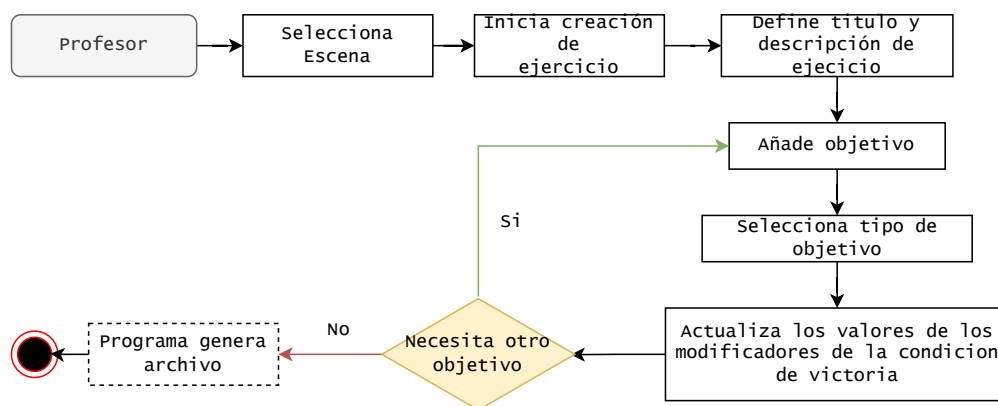 Profesor
Selecciona
Escena
Inicia creación
de
ejercicio
Define titulo y
descripción de
ejecicio
Añade objetivo
Selecciona tipo de
objetivo
Actualiza los valores de los
modificadores de la condicion
de victoria
Necesita otro
objetivo
Si
No
Programa genera
archivo